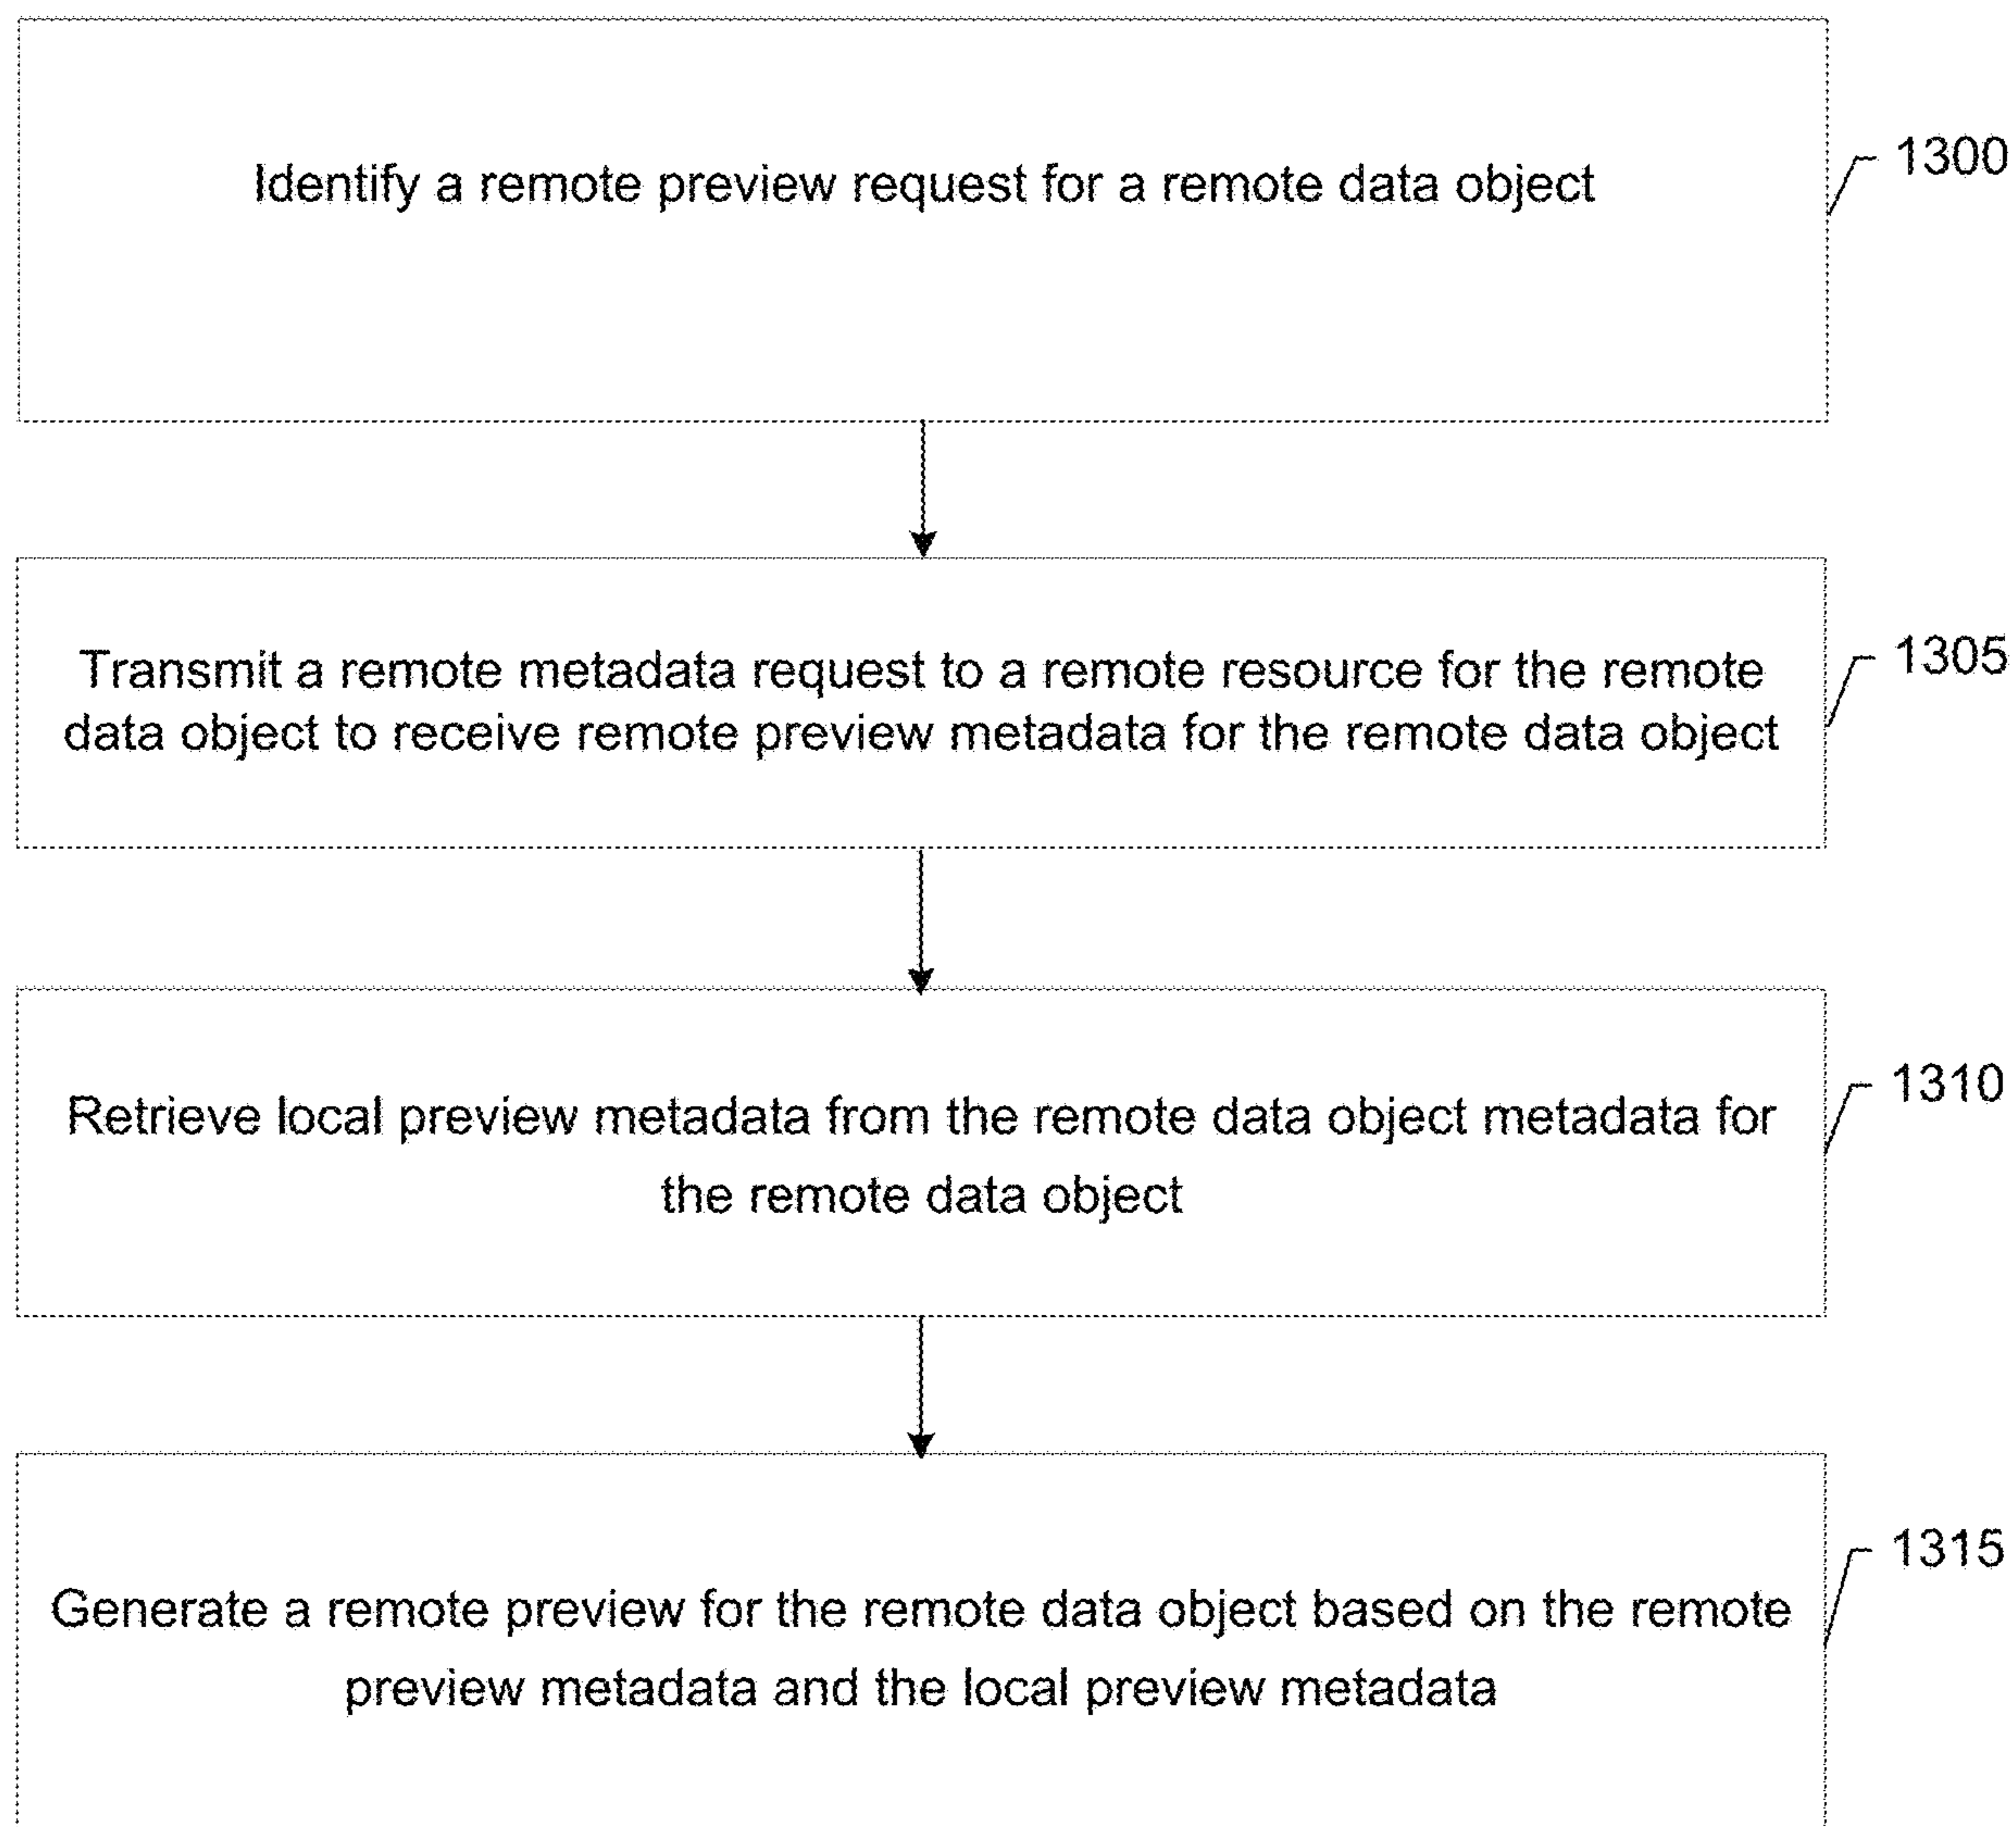 Identify a remote preview request for a remote data object
1300
Transmit a remote metadata request to a remote resource for the remote
data object to receive remote preview metadata for the remote data object
1305
Retrieve local preview metadata from the remote data object metadata for
the remote data object
1310
Generate a remote preview for the remote data object based on the remote
preview metadata and the local preview metadata
1315